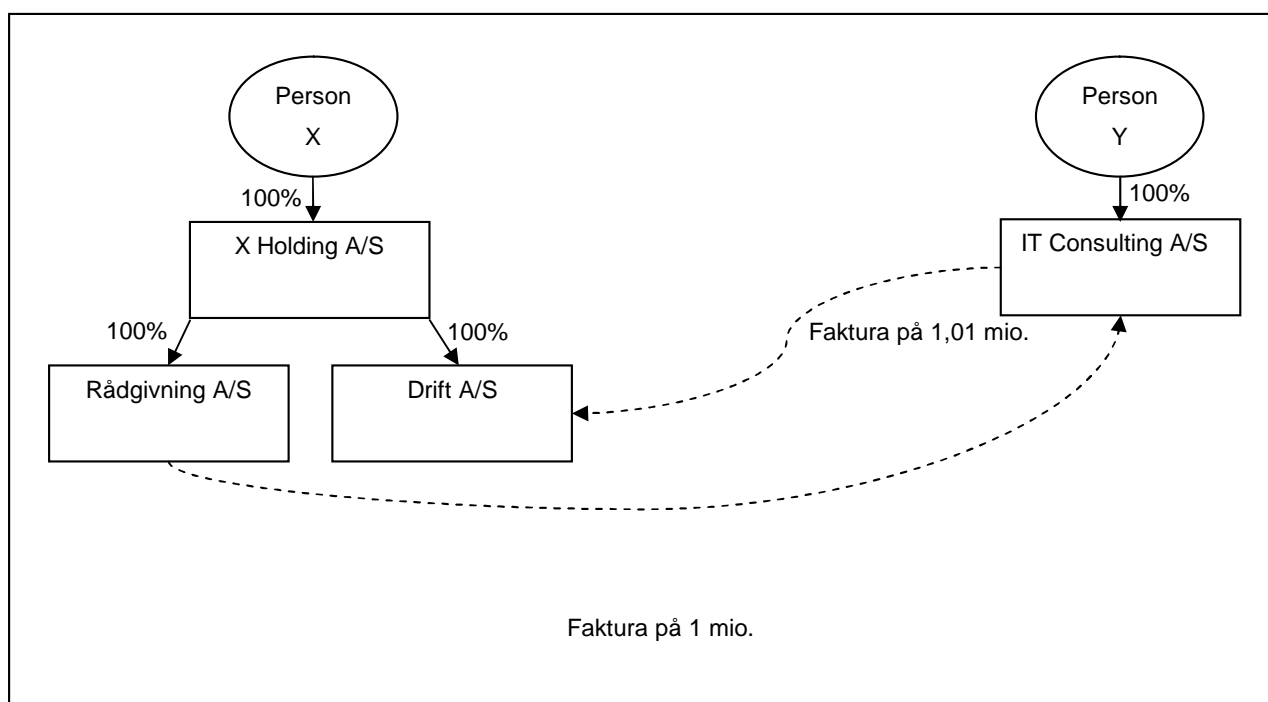 Person
X
Person
Y
100%
100%
X Holding A/S
IT Consulting A/S
100%
100%
Faktura på 1,01 mio.
Rådgivning A/S
Drift A/S
Faktura på 1 mio.